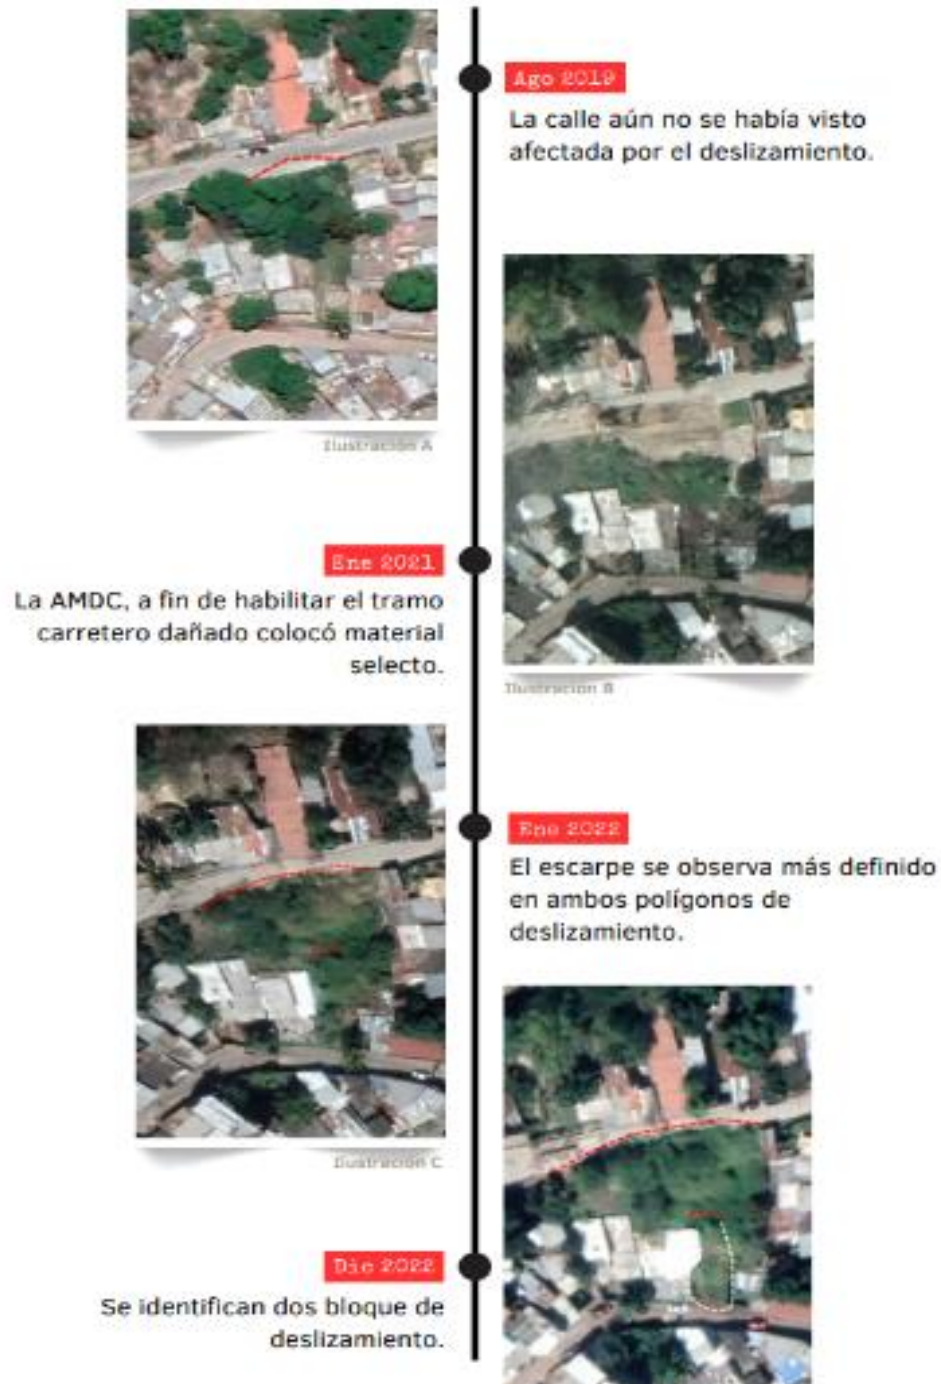 Ago 2019
La calle aún no se había visto
afectada por el deslizamiento.
Ilustración A
Ene 2021
La AMDC, a fin de habilitar el tramo
carretero dañado colocó material
selecto.
Ilustración B
Ene 2022
El escarpe se observa más definido
en ambos polígonos de
deslizamiento.
Ilustración C
Dic 2022
Se identifican dos bloque de
deslizamiento.